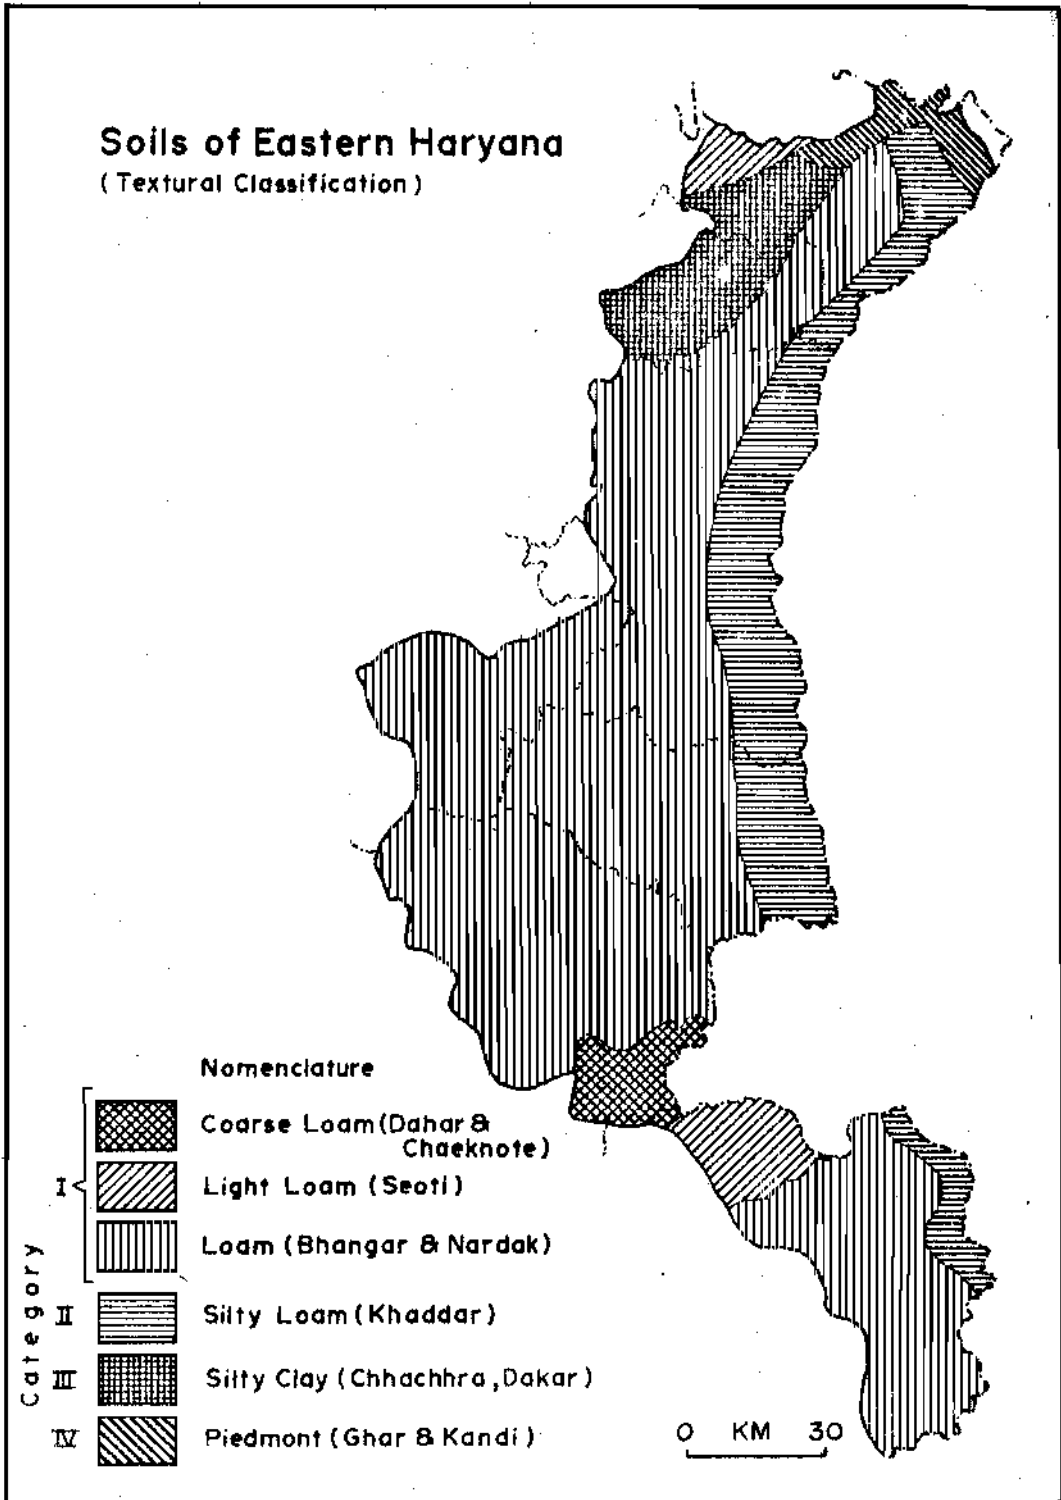 Soils of Eastern Haryana
(Textural Classification)
Nomenclature
Coarse Loam (Dahar &
Chaeknote)
I
Light Loam (Seoti)
Loam (Bhangar & Nardak)
Category
II
Silty Loam (Khaddar)
III
Silty Clay (Chhachhra, Dakar)
IV
Piedmont (Ghar & Kandi)
0 KM 30